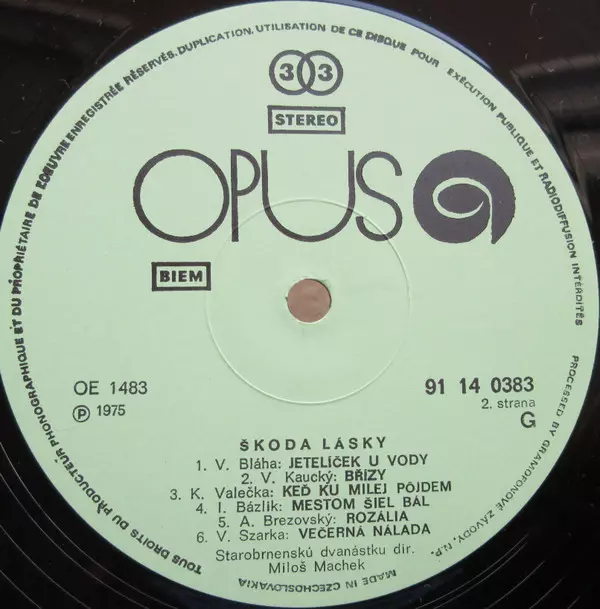 TOUS DROITS DU PRODUCTEUR PHONOGRAPHIQUE ET DU PROPRIÉTAIRE DE L'OEUVRE ENREGISTRÉE RÉSERVÉS. DUPLICATION, UTILISATION DE CE DISQUE POUR EXÉCUTION PUBLIQUE ET RADIODIFFUSION INTERDITES
33
STEREO
OPUS
BIEM
OE 1483
℗ 1975
91 14 0383
2. strana
G
ŠKODA LÁSKY
1. V. Bláha: JETELÍČEK U VODY
2. V. Kaucký: BŘÍZY
3. K. Valečka: KEĎ KU MILEJ PÔJDEM
4. I. Bázlik: MESTOM ŠIEL BÁL
5. A. Brezovský: ROZÁLIA
6. V. Szarka: VEČERNÁ NÁLADA
Starobrnenskú dvanástku dir.
Miloš Machek
MADE IN CZECHOSLOVAKIA
PROCESSED BY GRAMOFONOVÉ ZÁVODY, N.P.